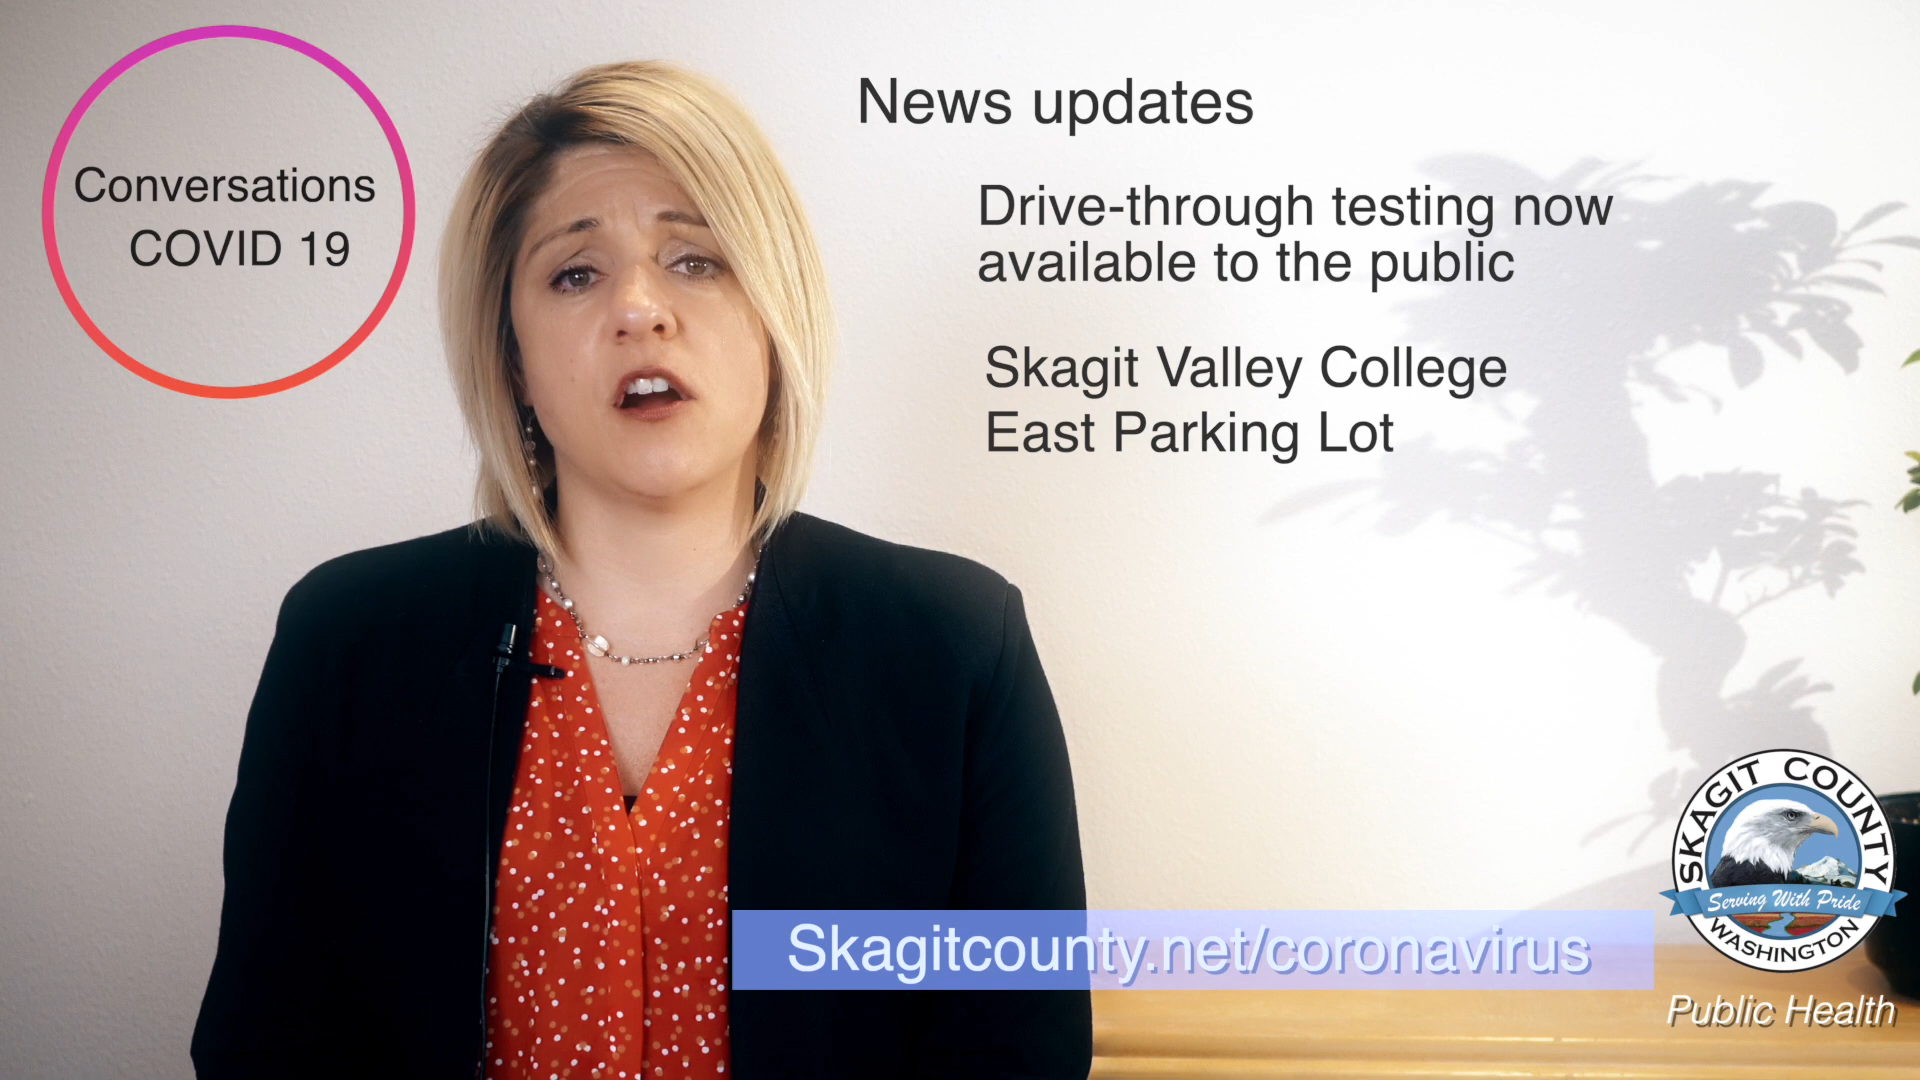 Conversations
COVID 19
News updates
Drive-through testing now
available to the public
Skagit Valley College
East Parking Lot
SKAGIT COUNTY
Serving With Pride
WASHINGTON
Skagitcounty.net/coronavirus
Public Health